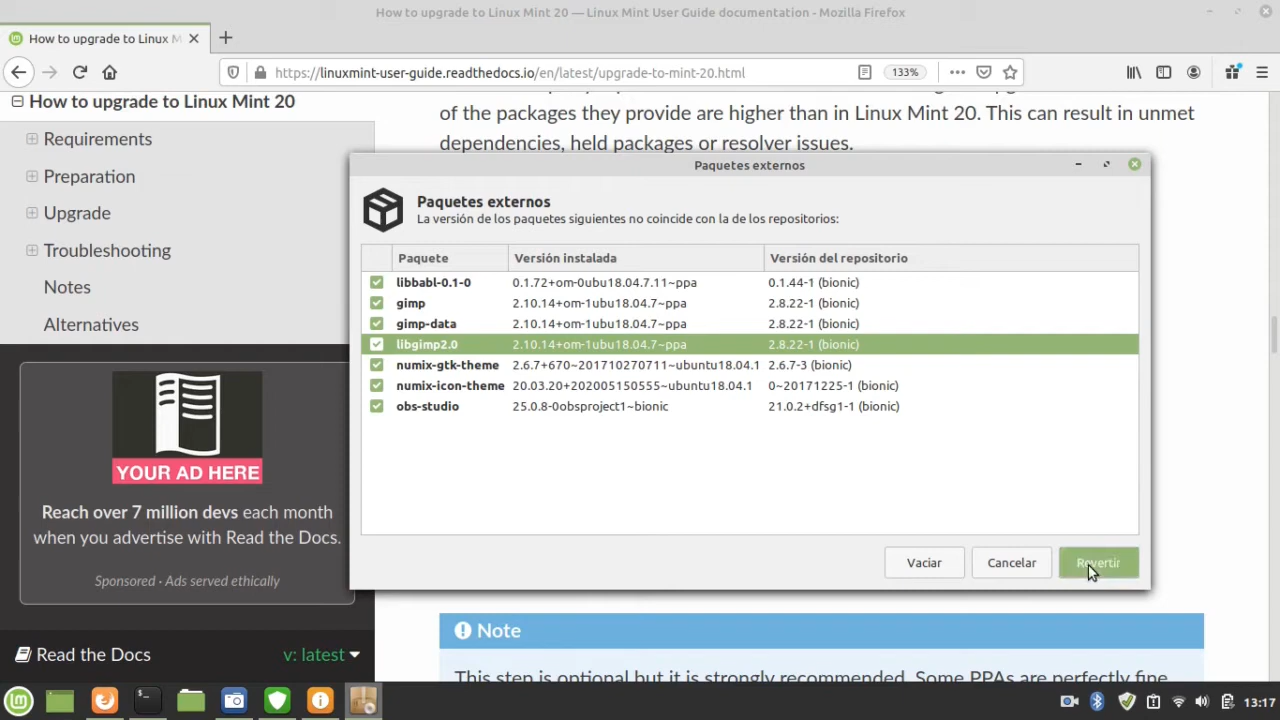 How to upgrade to Linux Mint 20 — Linux Mint User Guide documentation - Mozilla Firefox
How to upgrade to Linux M
https://linuxmint-user-guide.readthedocs.io/en/latest/upgrade-to-mint-20.html
133%
How to upgrade to Linux Mint 20
Requirements
Preparation
Upgrade
Troubleshooting
Notes
Alternatives
YOUR AD HERE
Reach over 7 million devs each month
when you advertise with Read the Docs.
Sponsored · Ads served ethically
Read the Docs
v: latest
of the packages they provide are higher than in Linux Mint 20. This can result in unmet
dependencies, held packages or resolver issues.
Paquetes externos
Paquetes externos
La versión de los paquetes siguientes no coincide con la de los repositorios:
Paquete Versión instalada Versión del repositorio
libbabl-0.1-0 0.1.72+om-0ubu18.04.7.11~ppa 0.1.44-1 (bionic)
gimp 2.10.14+om-1ubu18.04.7~ppa 2.8.22-1 (bionic)
gimp-data 2.10.14+om-1ubu18.04.7~ppa 2.8.22-1 (bionic)
libgimp2.0 2.10.14+om-1ubu18.04.7~ppa 2.8.22-1 (bionic)
numix-gtk-theme 2.6.7+670~201710270711~ubuntu18.04.1 2.6.7-3 (bionic)
numix-icon-theme 20.03.20+202005150555~ubuntu18.04.1 0~20171225-1 (bionic)
obs-studio 25.0.8-0obsproject1~bionic 21.0.2+dfsg1-1 (bionic)
Vaciar Cancelar Revertir
Note
This step is optional but it is strongly recommended. Some PPAs are perfectly fine
13:17